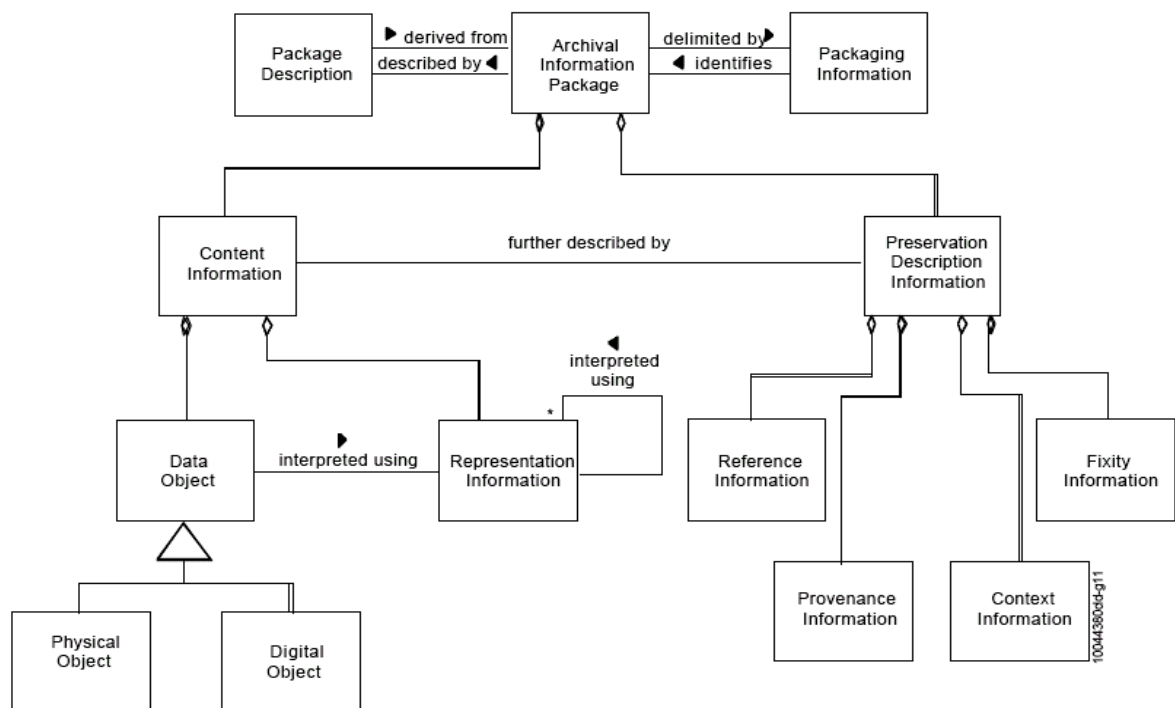 Package
Description
derived from
described by
Archival
Information
Package
delimited by
identifies
Packaging
Information
Content
Information
further described by
Preservation
Description
Information
interpreted
using
*
Data
Object
interpreted using
Representation
Information
Reference
Information
Fixity
Information
Physical
Object
Digital
Object
Provenance
Information
Context
Information
10044380dd-g11